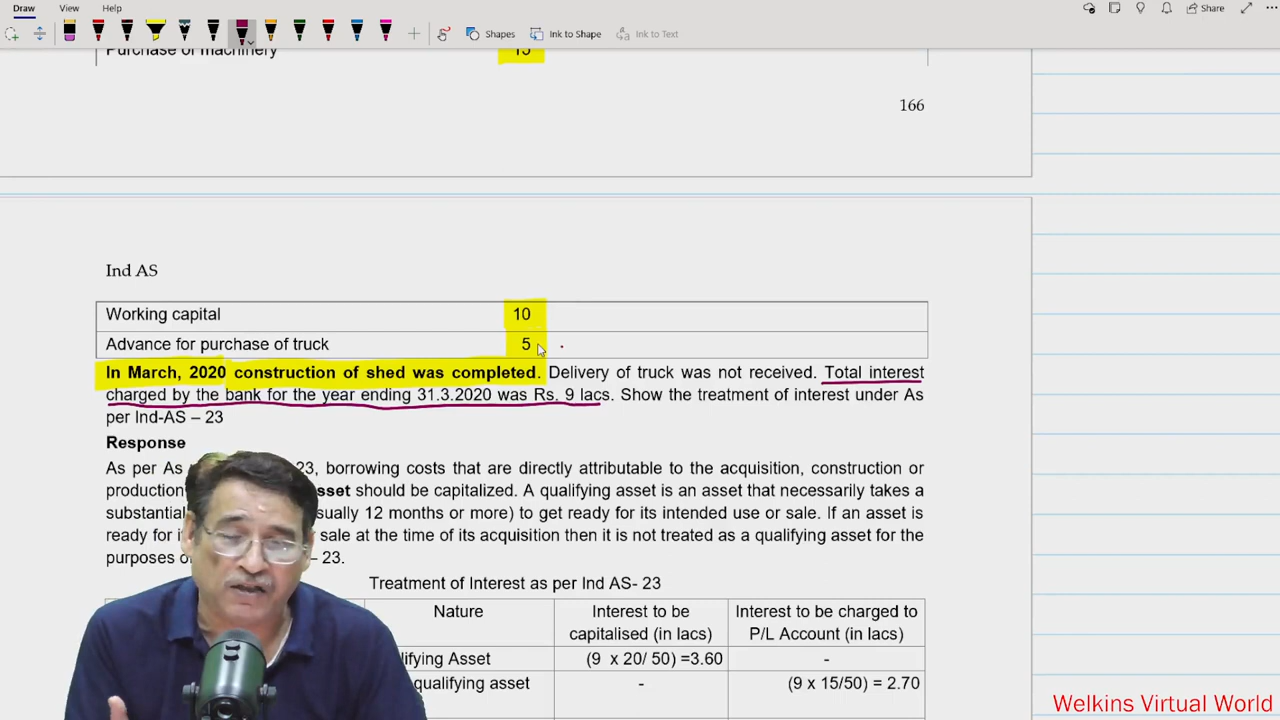 Draw View Help Share
Shapes Ink to Shape Ink to Text
Purchase of machinery 15
166
Ind AS
Working capital 10
Advance for purchase of truck 5
In March, 2020 construction of shed was completed. Delivery of truck was not received. Total interest
charged by the bank for the year ending 31.3.2020 was Rs. 9 lacs. Show the treatment of interest under As
per Ind-AS – 23
Response
As per As 23, borrowing costs that are directly attributable to the acquisition, construction or
production asset should be capitalized. A qualifying asset is an asset that necessarily takes a
substantial usually 12 months or more) to get ready for its intended use or sale. If an asset is
ready for sale at the time of its acquisition then it is not treated as a qualifying asset for the
purposes – 23.
Treatment of Interest as per Ind AS- 23
Nature Interest to be Interest to be charged to
capitalised (in lacs) P/L Account (in lacs)
lifying Asset (9 x 20/ 50) =3.60 -
qualifying asset - (9 x 15/50) = 2.70
Welkins Virtual World